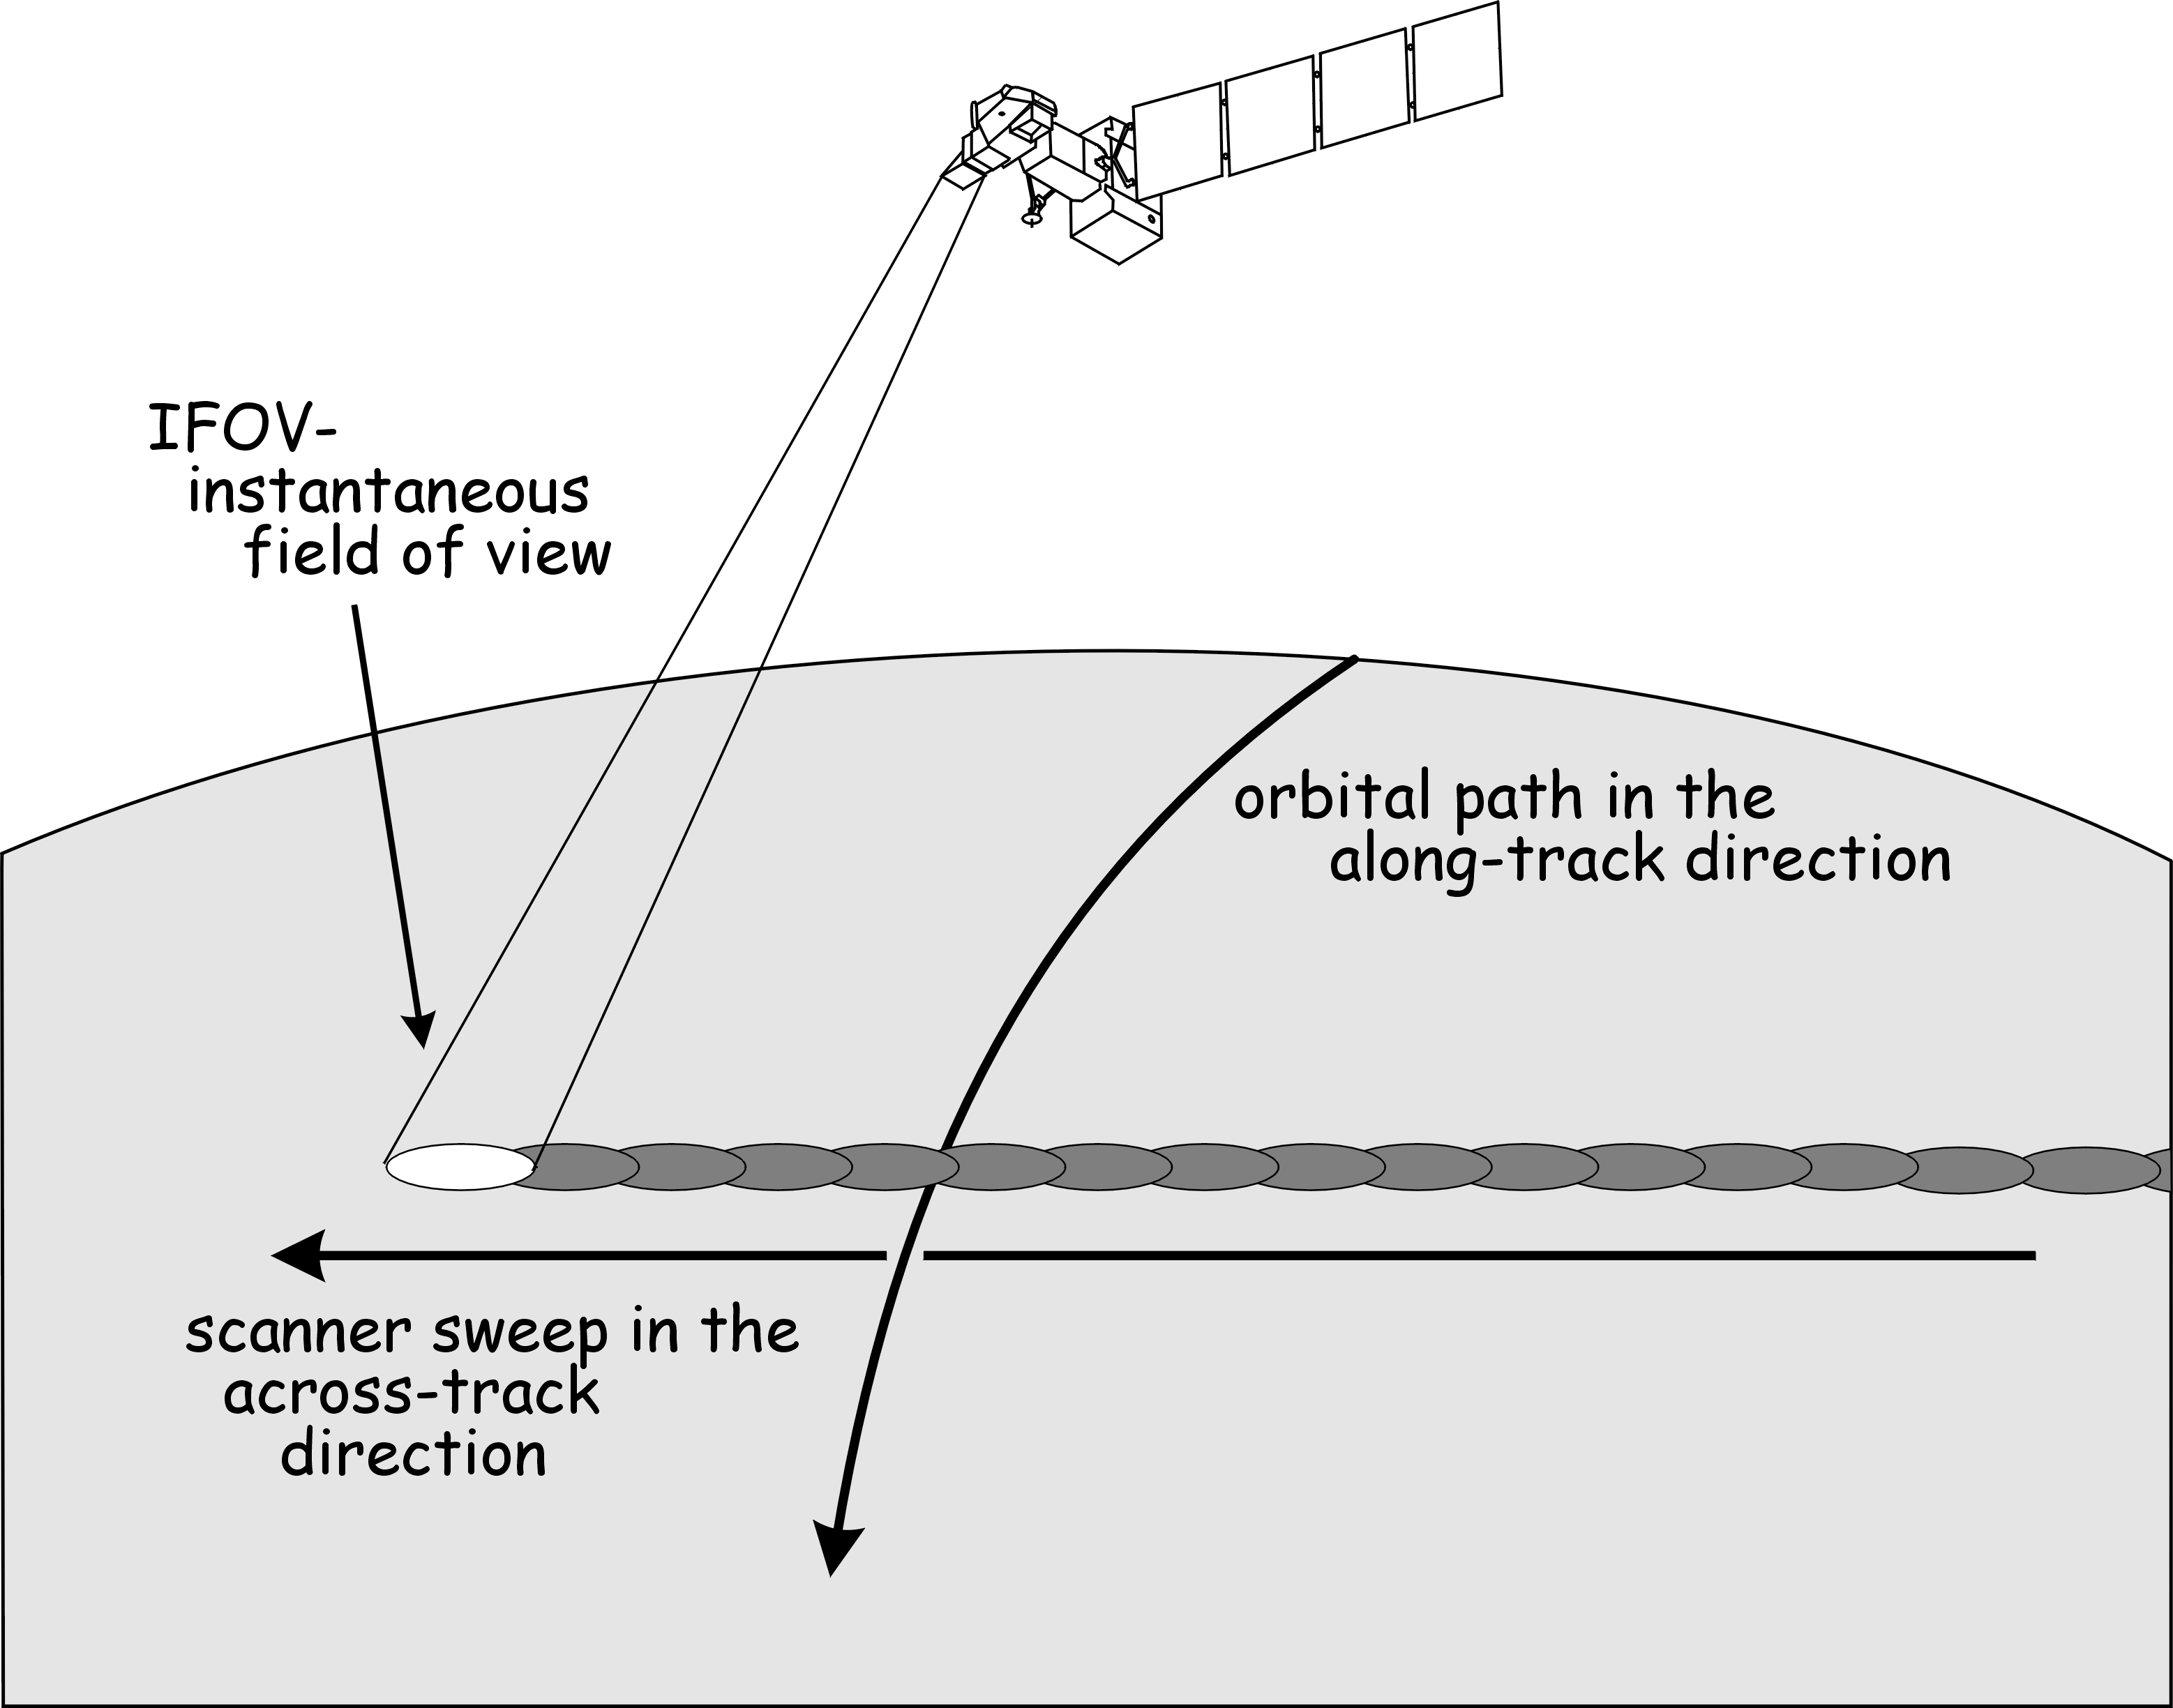 IFOV-
instantaneous
field of view
orbital path in the
along-track direction
scanner sweep in the
across-track
direction